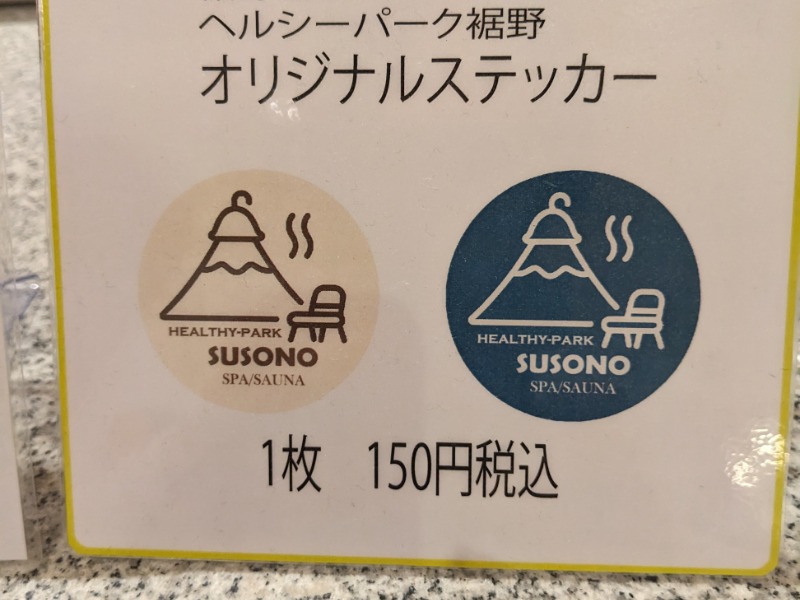 ヘルシーパーク裾野
オリジナルステッカー
HEALTHY-PARK
SUSONO
SPA/SAUNA
HEALTHY-PARK
SUSONO
SPA/SAUNA
1枚 150円税込